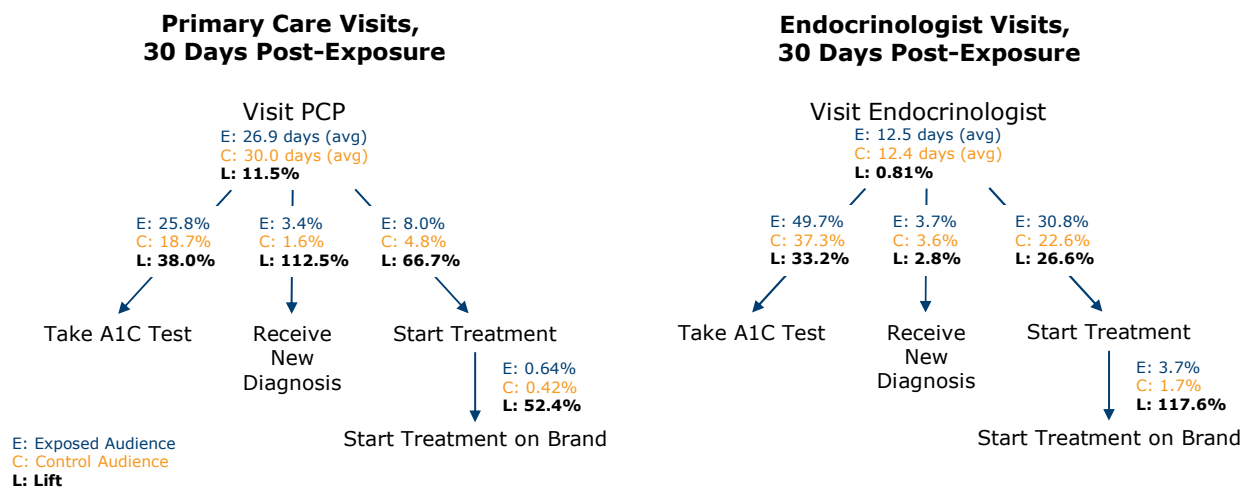 Primary Care Visits,
30 Days Post-Exposure
Visit PCP
E: 26.9 days (avg)
C: 30.0 days (avg)
L: 11.5%
E: 25.8%
C: 18.7%
L: 38.0%
E: 3.4%
C: 1.6%
L: 112.5%
E: 8.0%
C: 4.8%
L: 66.7%
Take A1C Test
Receive
New
Diagnosis
Start Treatment
E: 0.64%
C: 0.42%
L: 52.4%
Start Treatment on Brand
Endocrinologist Visits,
30 Days Post-Exposure
Visit Endocrinologist
E: 12.5 days (avg)
C: 12.4 days (avg)
L: 0.81%
E: 49.7%
C: 37.3%
L: 33.2%
E: 3.7%
C: 3.6%
L: 2.8%
E: 30.8%
C: 22.6%
L: 26.6%
Take A1C Test
Receive
New
Diagnosis
Start Treatment
E: 3.7%
C: 1.7%
L: 117.6%
Start Treatment on Brand
E: Exposed Audience
C: Control Audience
L: Lift